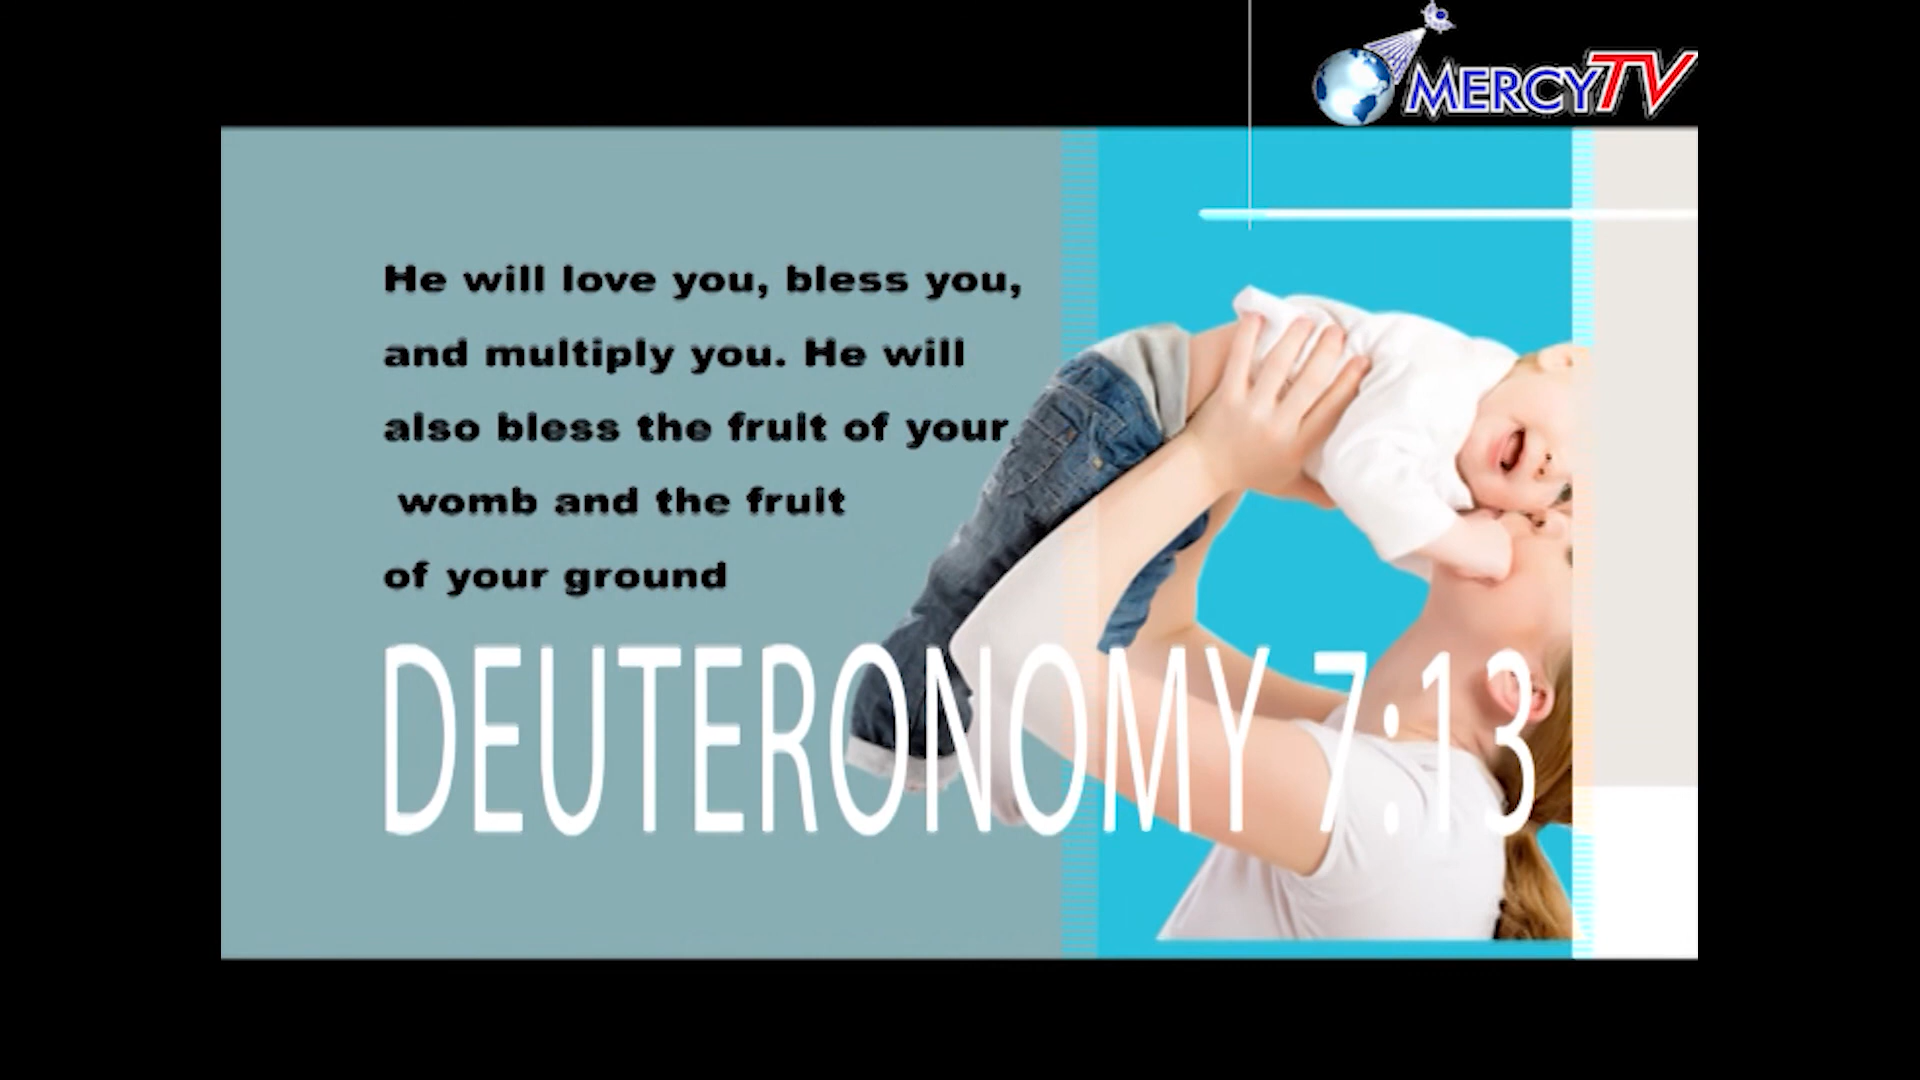 MERCYTV
He will love you, bless you,
and multiply you. He will
also bless the fruit of your
womb and the fruit
of your ground
DEUTERONOMY 7:13